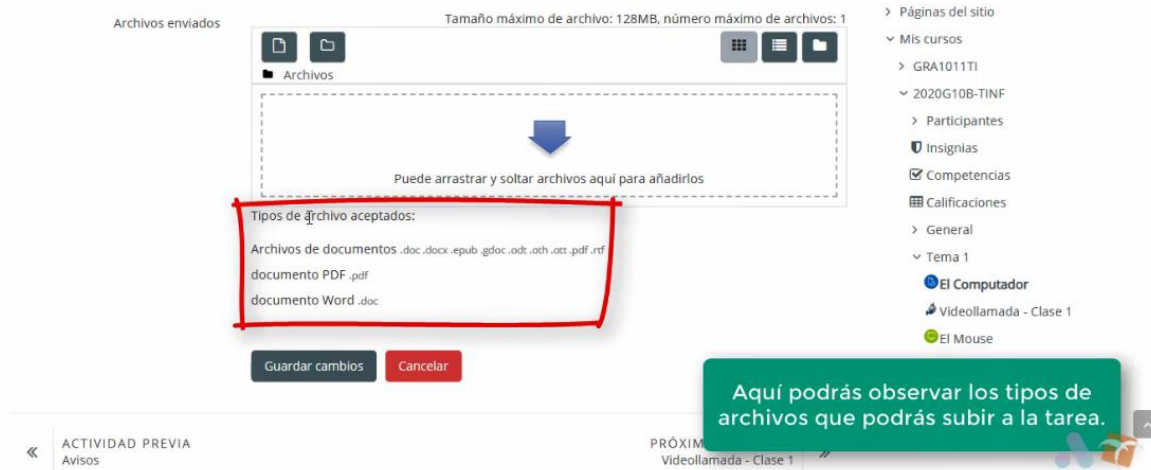 Archivos enviados
Tamaño máximo de archivo: 128MB, número máximo de archivos: 1
Archivos
Puede arrastrar y soltar archivos aquí para añadirlos
Tipos de archivo aceptados:
Archivos de documentos .doc .docx .epub .gdoc .odt .oth .ott .pdf .rtf
documento PDF .pdf
documento Word .doc
Guardar cambios
Cancelar
ACTIVIDAD PREVIA
Avisos
PRÓXIM
Videollamada - Clase 1
Páginas del sitio
Mis cursos
GRA1011TI
2020G10B-TINF
Participantes
Insignias
Competencias
Calificaciones
General
Tema 1
El Computador
Videollamada - Clase 1
El Mouse
Aquí podrás observar los tipos de
archivos que podrás subir a la tarea.